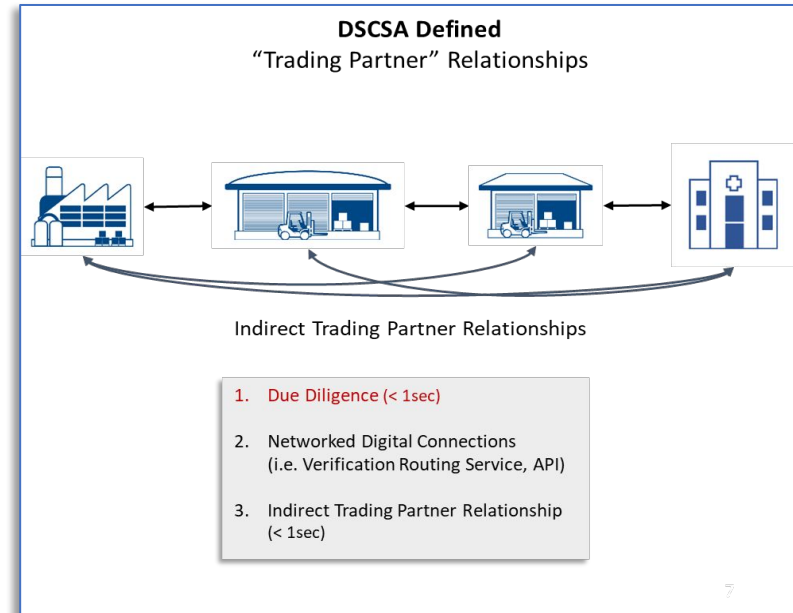 DSCSA Defined
“Trading Partner” Relationships
Indirect Trading Partner Relationships
1. Due Diligence (< 1sec)
2. Networked Digital Connections
(i.e. Verification Routing Service, API)
3. Indirect Trading Partner Relationship
(< 1sec)
7